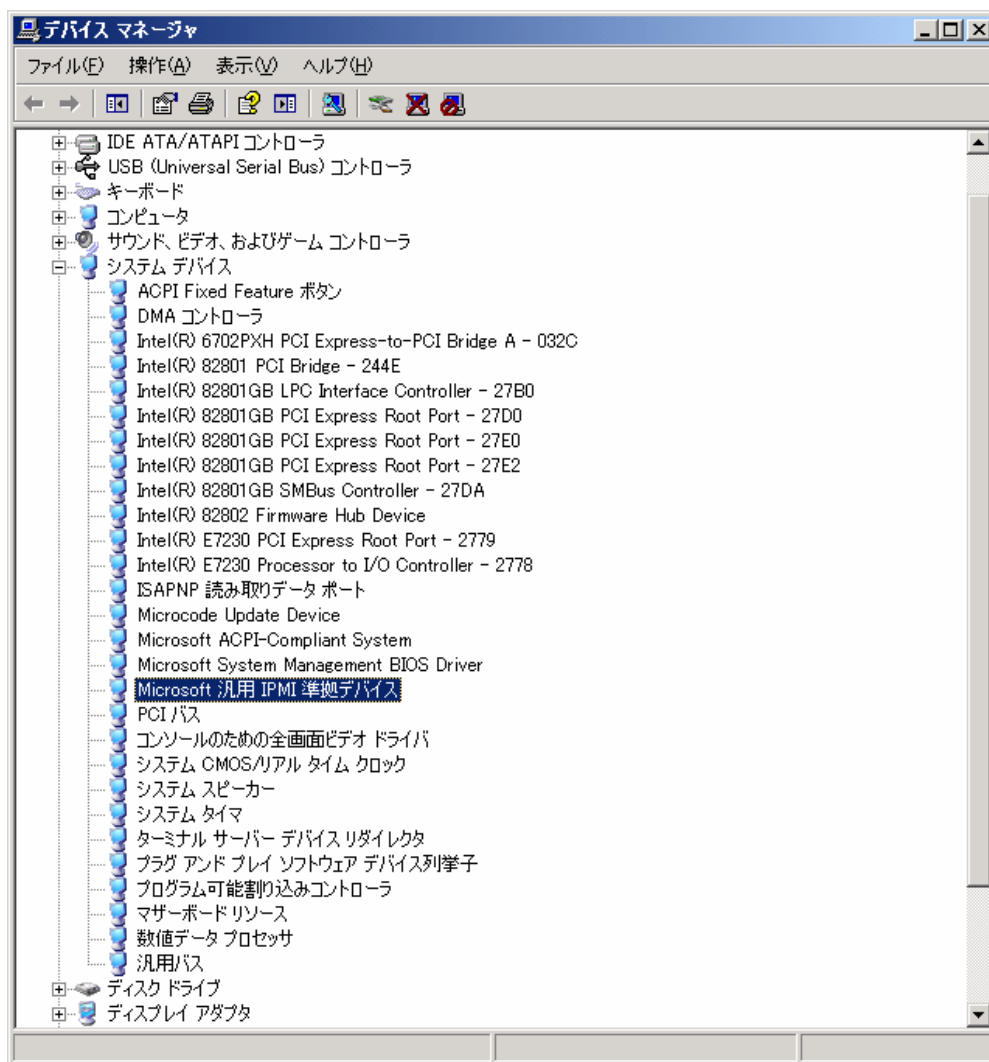 デバイス マネージャ
ファイル(F) 操作(A) 表示(V) ヘルプ(H)
IDE ATA/ATAPI コントローラ
USB (Universal Serial Bus) コントローラ
キーボード
コンピュータ
サウンド、ビデオ、およびゲーム コントローラ
システム デバイス
ACPI Fixed Feature ボタン
DMA コントローラ
Intel(R) 6702PXH PCI Express-to-PCI Bridge A - 032C
Intel(R) 82801 PCI Bridge - 244E
Intel(R) 82801GB LPC Interface Controller - 27B0
Intel(R) 82801GB PCI Express Root Port - 27D0
Intel(R) 82801GB PCI Express Root Port - 27E0
Intel(R) 82801GB PCI Express Root Port - 27E2
Intel(R) 82801GB SMBus Controller - 27DA
Intel(R) 82802 Firmware Hub Device
Intel(R) E7230 PCI Express Root Port - 2779
Intel(R) E7230 Processor to I/O Controller - 2778
ISAPNP 読み取りデータ ポート
Microcode Update Device
Microsoft ACPI-Compliant System
Microsoft System Management BIOS Driver
Microsoft 汎用 IPMI 準拠デバイス
PCI バス
コンソールのための全画面ビデオ ドライバ
システム CMOS/リアル タイム クロック
システム スピーカー
システム タイマ
ターミナル サーバー デバイス リダイレクタ
プラグ アンド プレイ ソフトウェア デバイス列挙子
プログラム可能割り込みコントローラ
マザーボード リソース
数値データ プロセッサ
汎用バス
ディスク ドライブ
ディスプレイ アダプタ